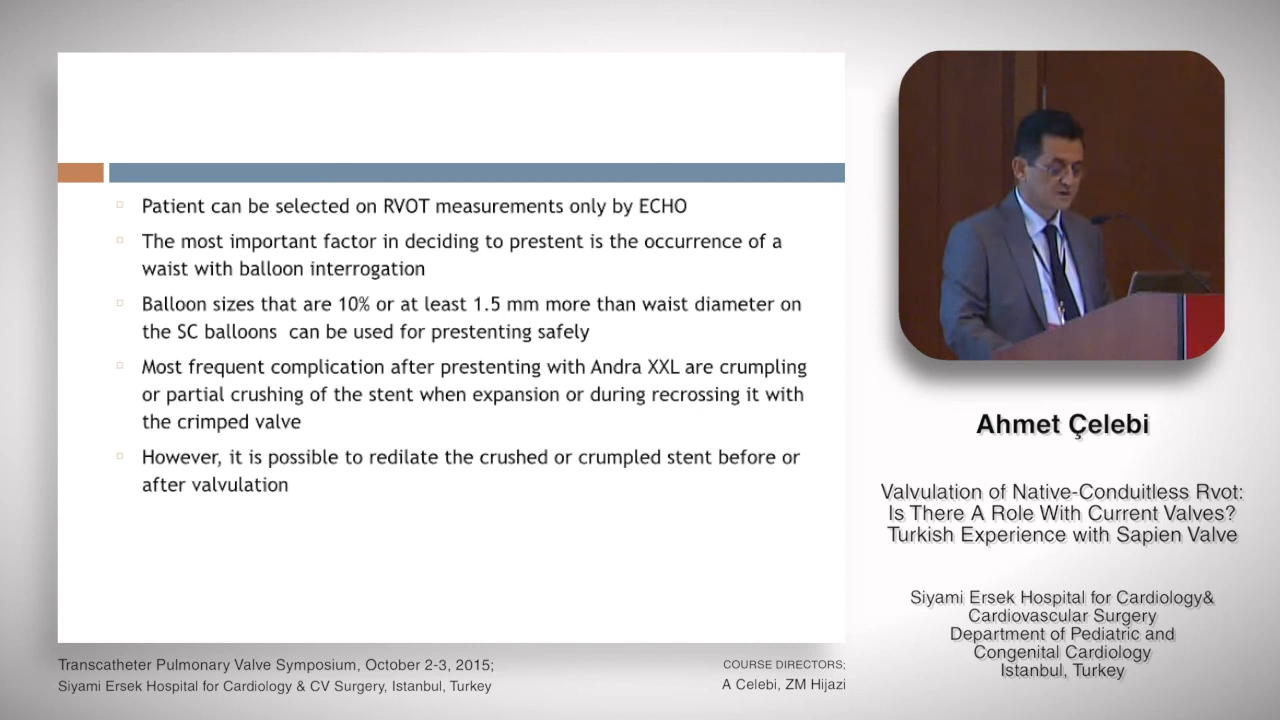 Patient can be selected on RVOT measurements only by ECHO
The most important factor in deciding to prestent is the occurrence of a
waist with balloon interrogation
Balloon sizes that are 10% or at least 1.5 mm more than waist diameter on
the SC balloons can be used for prestenting safely
Most frequent complication after prestenting with Andra XXL are crumpling
or partial crushing of the stent when expansion or during recrossing it with
the crimped valve
However, it is possible to redilate the crushed or crumpled stent before or
after valvulation
Ahmet Çelebi
Valvulation of Native-Conduitless Rvot:
Is There A Role With Current Valves?
Turkish Experience with Sapien Valve
Siyami Ersek Hospital for Cardiology&
Cardiovascular Surgery
Department of Pediatric and
Congenital Cardiology
Istanbul, Turkey
Transcatheter Pulmonary Valve Symposium, October 2-3, 2015;
Siyami Ersek Hospital for Cardiology & CV Surgery, Istanbul, Turkey
COURSE DIRECTORS;
A Celebi, ZM Hijazi